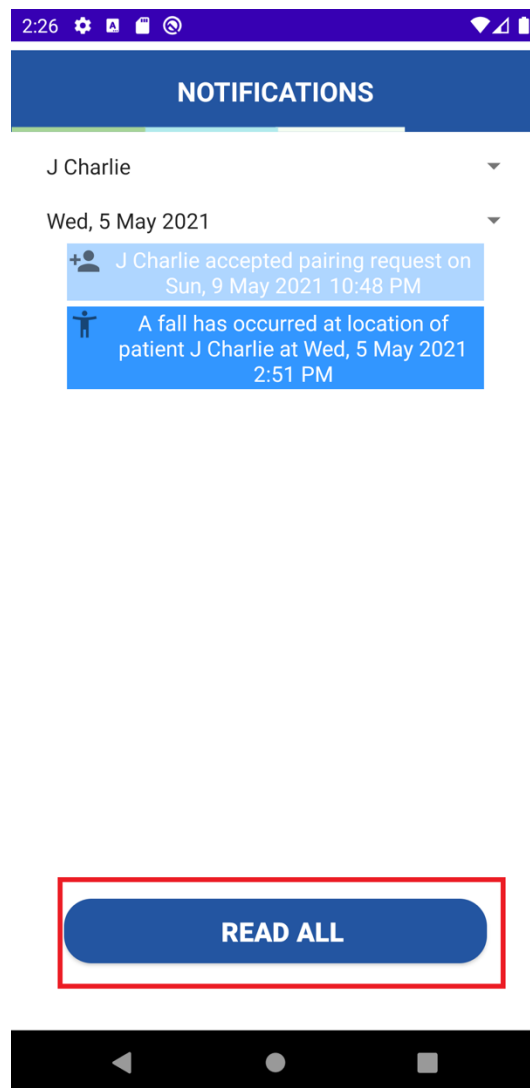 2:26
NOTIFICATIONS
J Charlie
Wed, 5 May 2021
J Charlie accepted pairing request on
Sun, 9 May 2021 10:48 PM
A fall has occurred at location of
patient J Charlie at Wed, 5 May 2021
2:51 PM
READ ALL